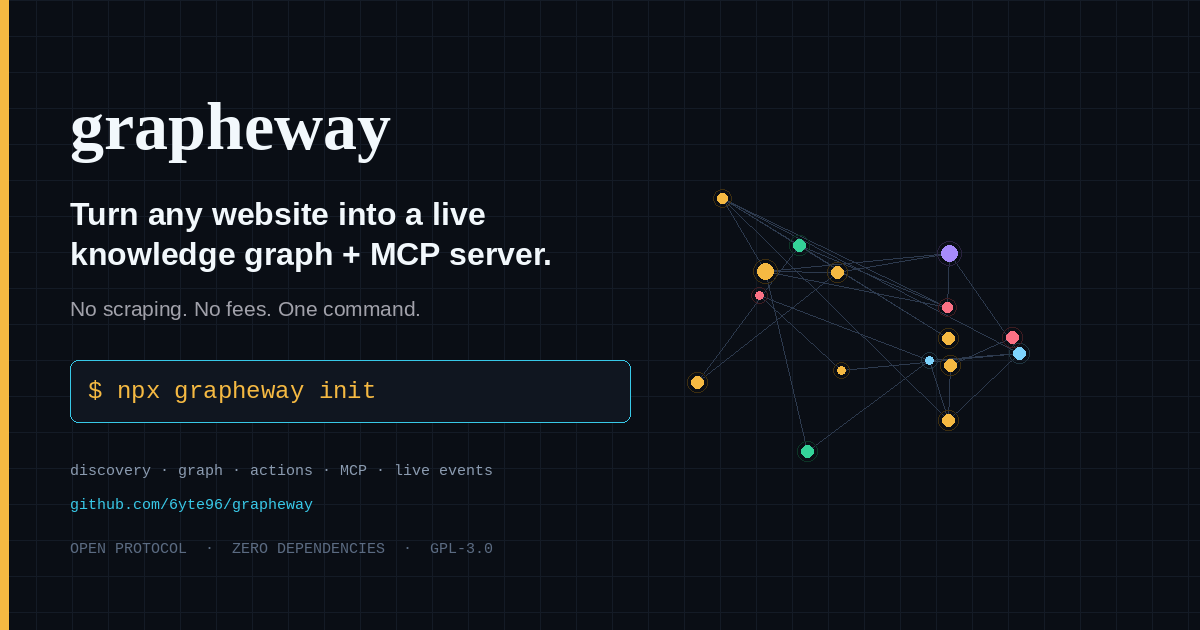 grapheway
Turn any website into a live
knowledge graph + MCP server.
No scraping. No fees. One command.
$ npx grapheway init
discovery · graph · actions · MCP · live events
github.com/6yte96/grapheway
OPEN PROTOCOL · ZERO DEPENDENCIES · GPL-3.0